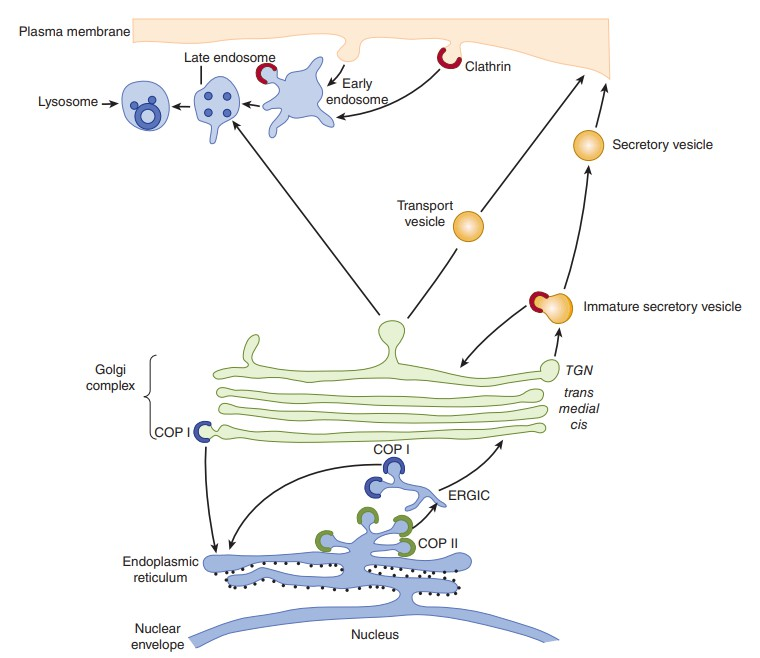 Plasma membrane
Late endosome
Clathrin
Early
endosome
Lysosome
Secretory vesicle
Transport
vesicle
Immature secretory vesicle
Golgi
complex
TGN
trans
medial
cis
COP I
COP I
ERGIC
COP II
Endoplasmic
reticulum
Nuclear
envelope
Nucleus